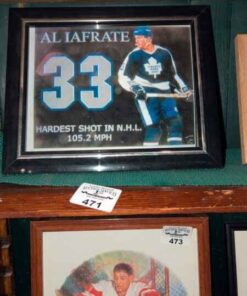 AL IAFRATE
33
HARDEST SHOT IN N.H.L.
105.2 MPH
471
473